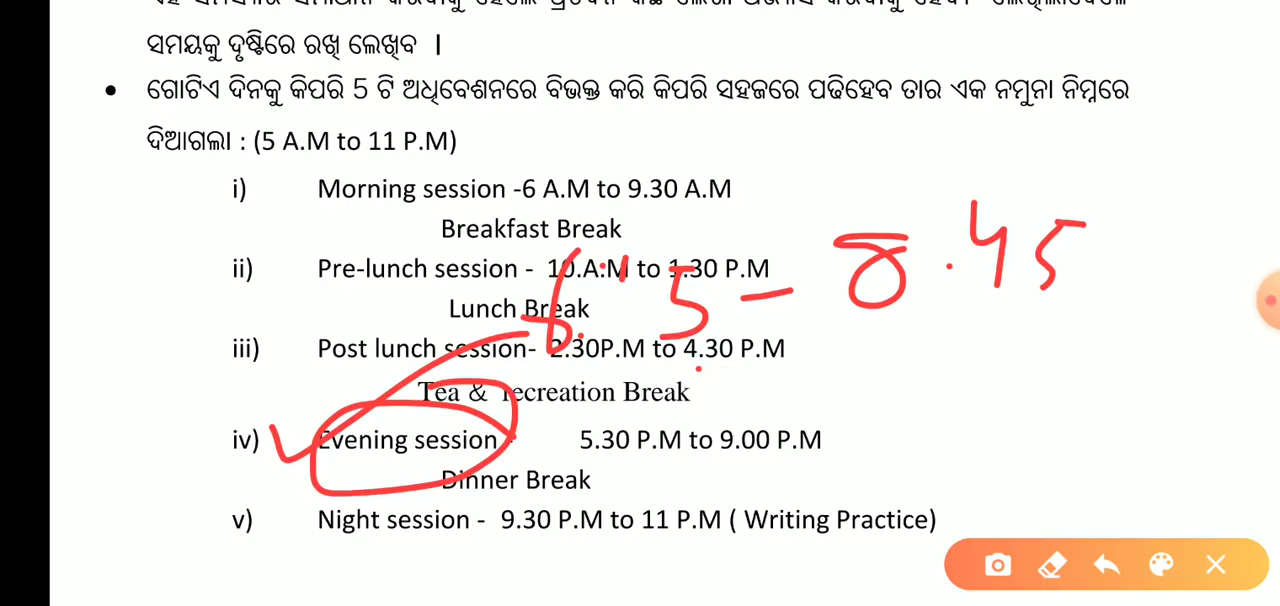 ସମୟକୁ ଦୃଷ୍ଟିରେ ରଖି ଲେଖିବ ।
• ଗୋଟିଏ ଦିନକୁ କିପରି 5 ଟି ଅଧିବେଶନରେ ବିଭକ୍ତ କରି କିପରି ସହଜରେ ପଢିହେବ ତାର ଏକ ନମୁନା ନିମ୍ନରେ
ଦିଆଗଲା : (5 A.M to 11 P.M)
i) Morning session -6 A.M to 9.30 A.M
Breakfast Break
ii) Pre-lunch session - 10.A.M to 1.30 P.M
Lunch Break
6.15 - 8.45
iii) Post lunch session- 2.30P.M to 4.30 P.M
Tea & recreation Break
iv) Evening session - 5.30 P.M to 9.00 P.M
Dinner Break
v) Night session - 9.30 P.M to 11 P.M ( Writing Practice)